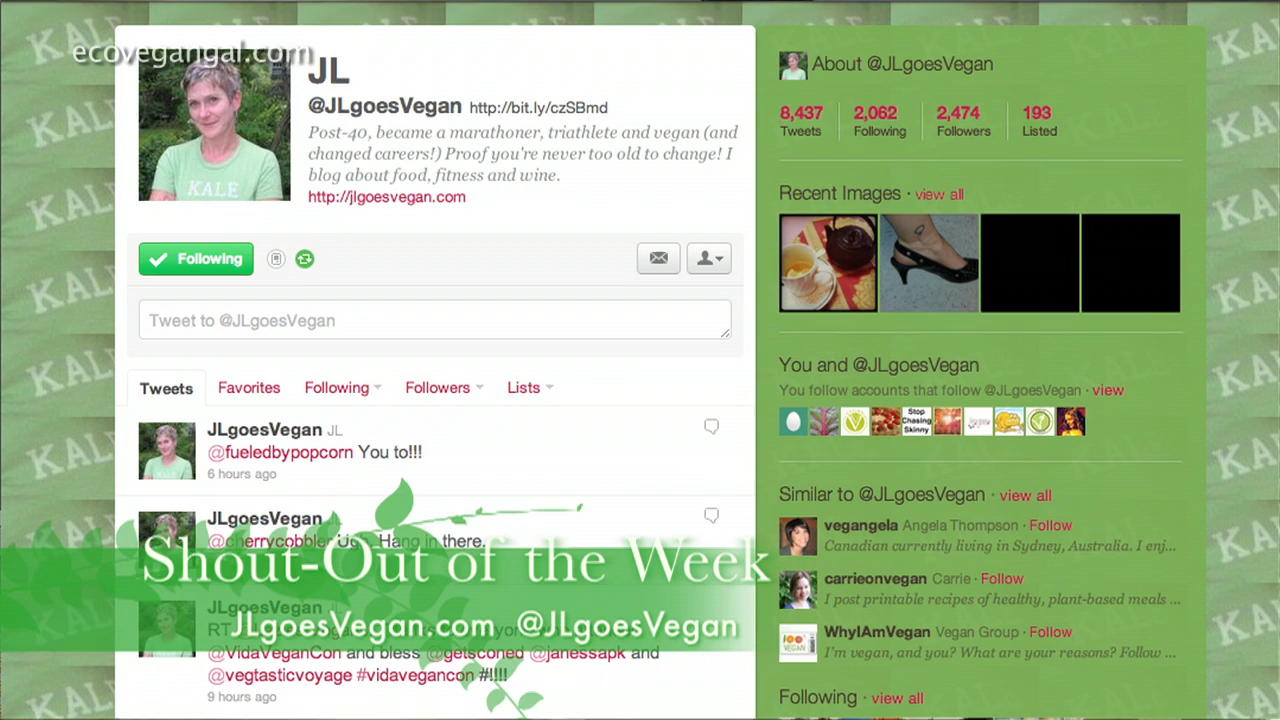 ecovegangal.com
JL
@JLgoesVegan http://bit.ly/czSBmd
Post-40, became a marathoner, triathlete and vegan (and
changed careers!) Proof you're never too old to change! I
blog about food, fitness and wine.
http://jlgoesvegan.com
KALE
Following
Tweet to @JLgoesVegan
Tweets Favorites Following Followers Lists
JLgoesVegan JL
@fueledbypopcorn You to!!!
6 hours ago
JLgoesVegan JL
@cherrycobbler Ugh. Hang in there.
Shout-Out of the Week
JLgoesVegan JL
JLgoesVegan.com @JLgoesVegan
RT
@VidaVeganCon and bless @getsconed @janessapk and
@vegtasticvoyage #vidavegancon #!!!!
9 hours ago
About @JLgoesVegan
8,437 2,062 2,474 193
Tweets Following Followers Listed
Recent Images · view all
You and @JLgoesVegan
You follow accounts that follow @JLgoesVegan · view
Stop
Chasing
Skinny
Similar to @JLgoesVegan · view all
vegangela Angela Thompson · Follow
Canadian currently living in Sydney, Australia. I enj...
carrieonvegan Carrie · Follow
I post printable recipes of healthy, plant-based meals ...
WhyIAmVegan Vegan Group · Follow
I'm vegan, and you? What are your reasons? Follow ...
Following · view all
KALE